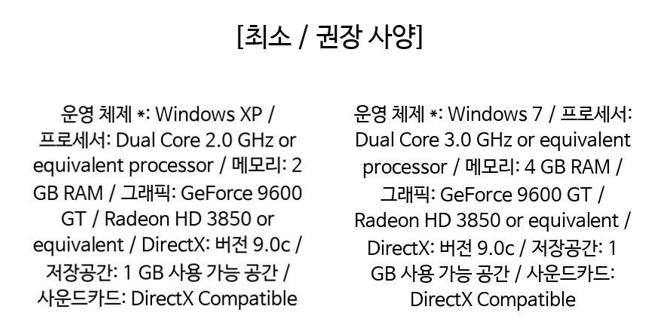 [최소 / 권장 사양]
운영 체제 *: Windows XP /
프로세서: Dual Core 2.0 GHz or
equivalent processor / 메모리: 2
GB RAM / 그래픽: GeForce 9600
GT / Radeon HD 3850 or
equivalent / DirectX: 버전 9.0c /
저장공간: 1 GB 사용 가능 공간 /
사운드카드: DirectX Compatible
운영 체제 *: Windows 7 / 프로세서:
Dual Core 3.0 GHz or equivalent
processor / 메모리: 4 GB RAM /
그래픽: GeForce 9600 GT /
Radeon HD 3850 or equivalent /
DirectX: 버전 9.0c / 저장공간: 1
GB 사용 가능 공간 / 사운드카드:
DirectX Compatible